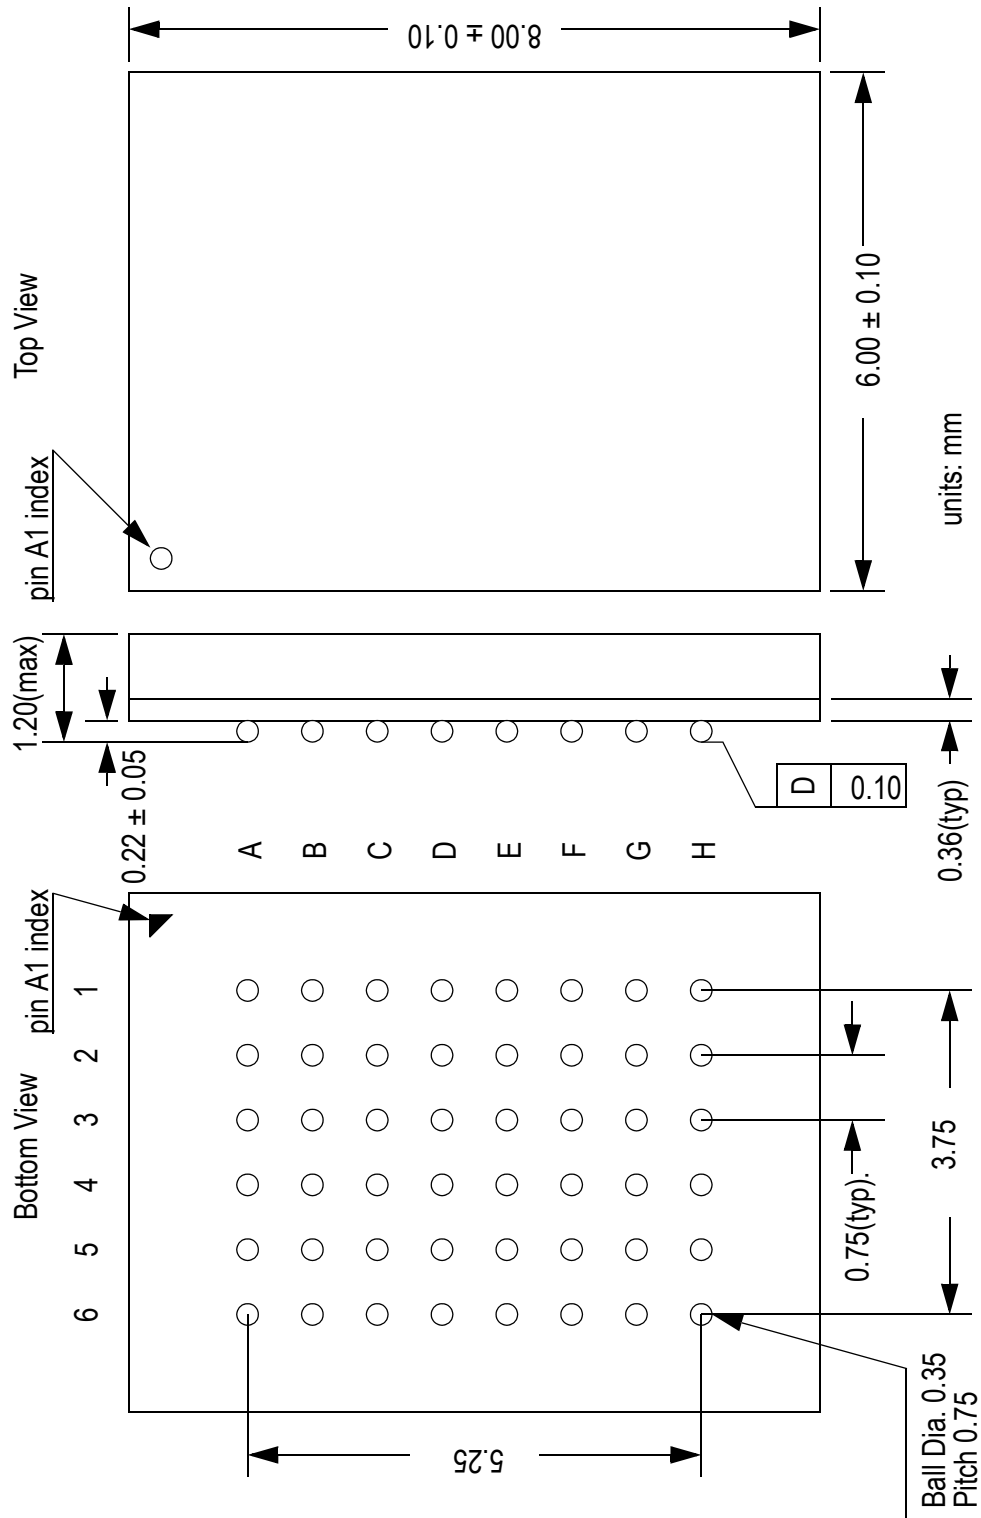 Top View
pin A1 index
8.00 ± 0.10
6.00 ± 0.10
units: mm
1.20(max)
0.22 ± 0.05
D 0.10
0.36(typ)
Bottom View
pin A1 index
1 2 3 4 5 6
A
B
C
D
E
F
G
H
0.75(typ).
3.75
5.25
Ball Dia. 0.35
Pitch 0.75